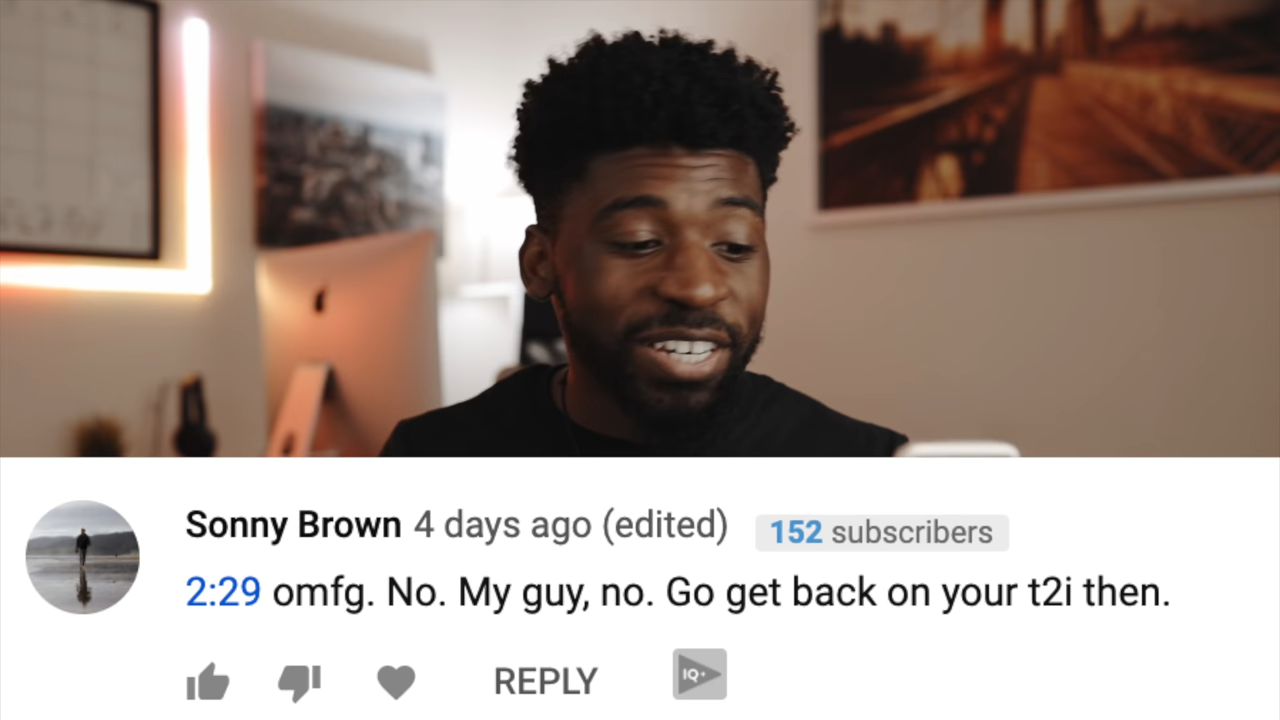 Sonny Brown 4 days ago (edited) 152 subscribers
2:29 omfg. No. My guy, no. Go get back on your t2i then.
REPLY IQ+